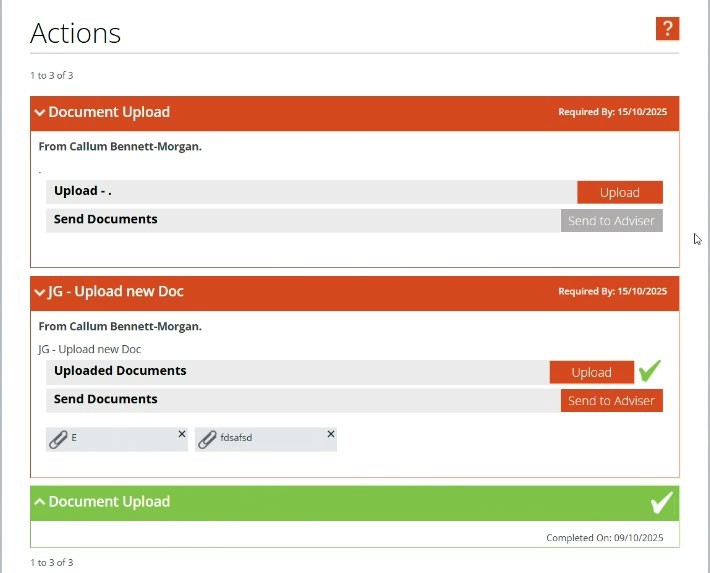 Actions
?
1 to 3 of 3
Document Upload Required By: 15/10/2025
From Callum Bennett-Morgan.
.
Upload - . Upload
Send Documents Send to Adviser
JG - Upload new Doc Required By: 15/10/2025
From Callum Bennett-Morgan.
JG - Upload new Doc
Uploaded Documents Upload
Send Documents Send to Adviser
E × fdsafsd ×
Document Upload
Completed On: 09/10/2025
1 to 3 of 3